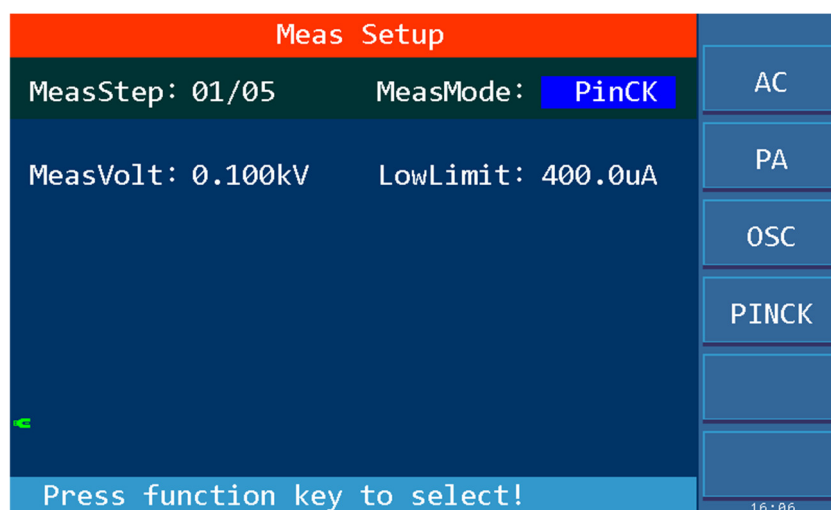 Meas Setup
MeasStep: 01/05 MeasMode: PinCK
MeasVolt: 0.100kV LowLimit: 400.0uA
AC
PA
OSC
PINCK
Press function key to select!
16:06